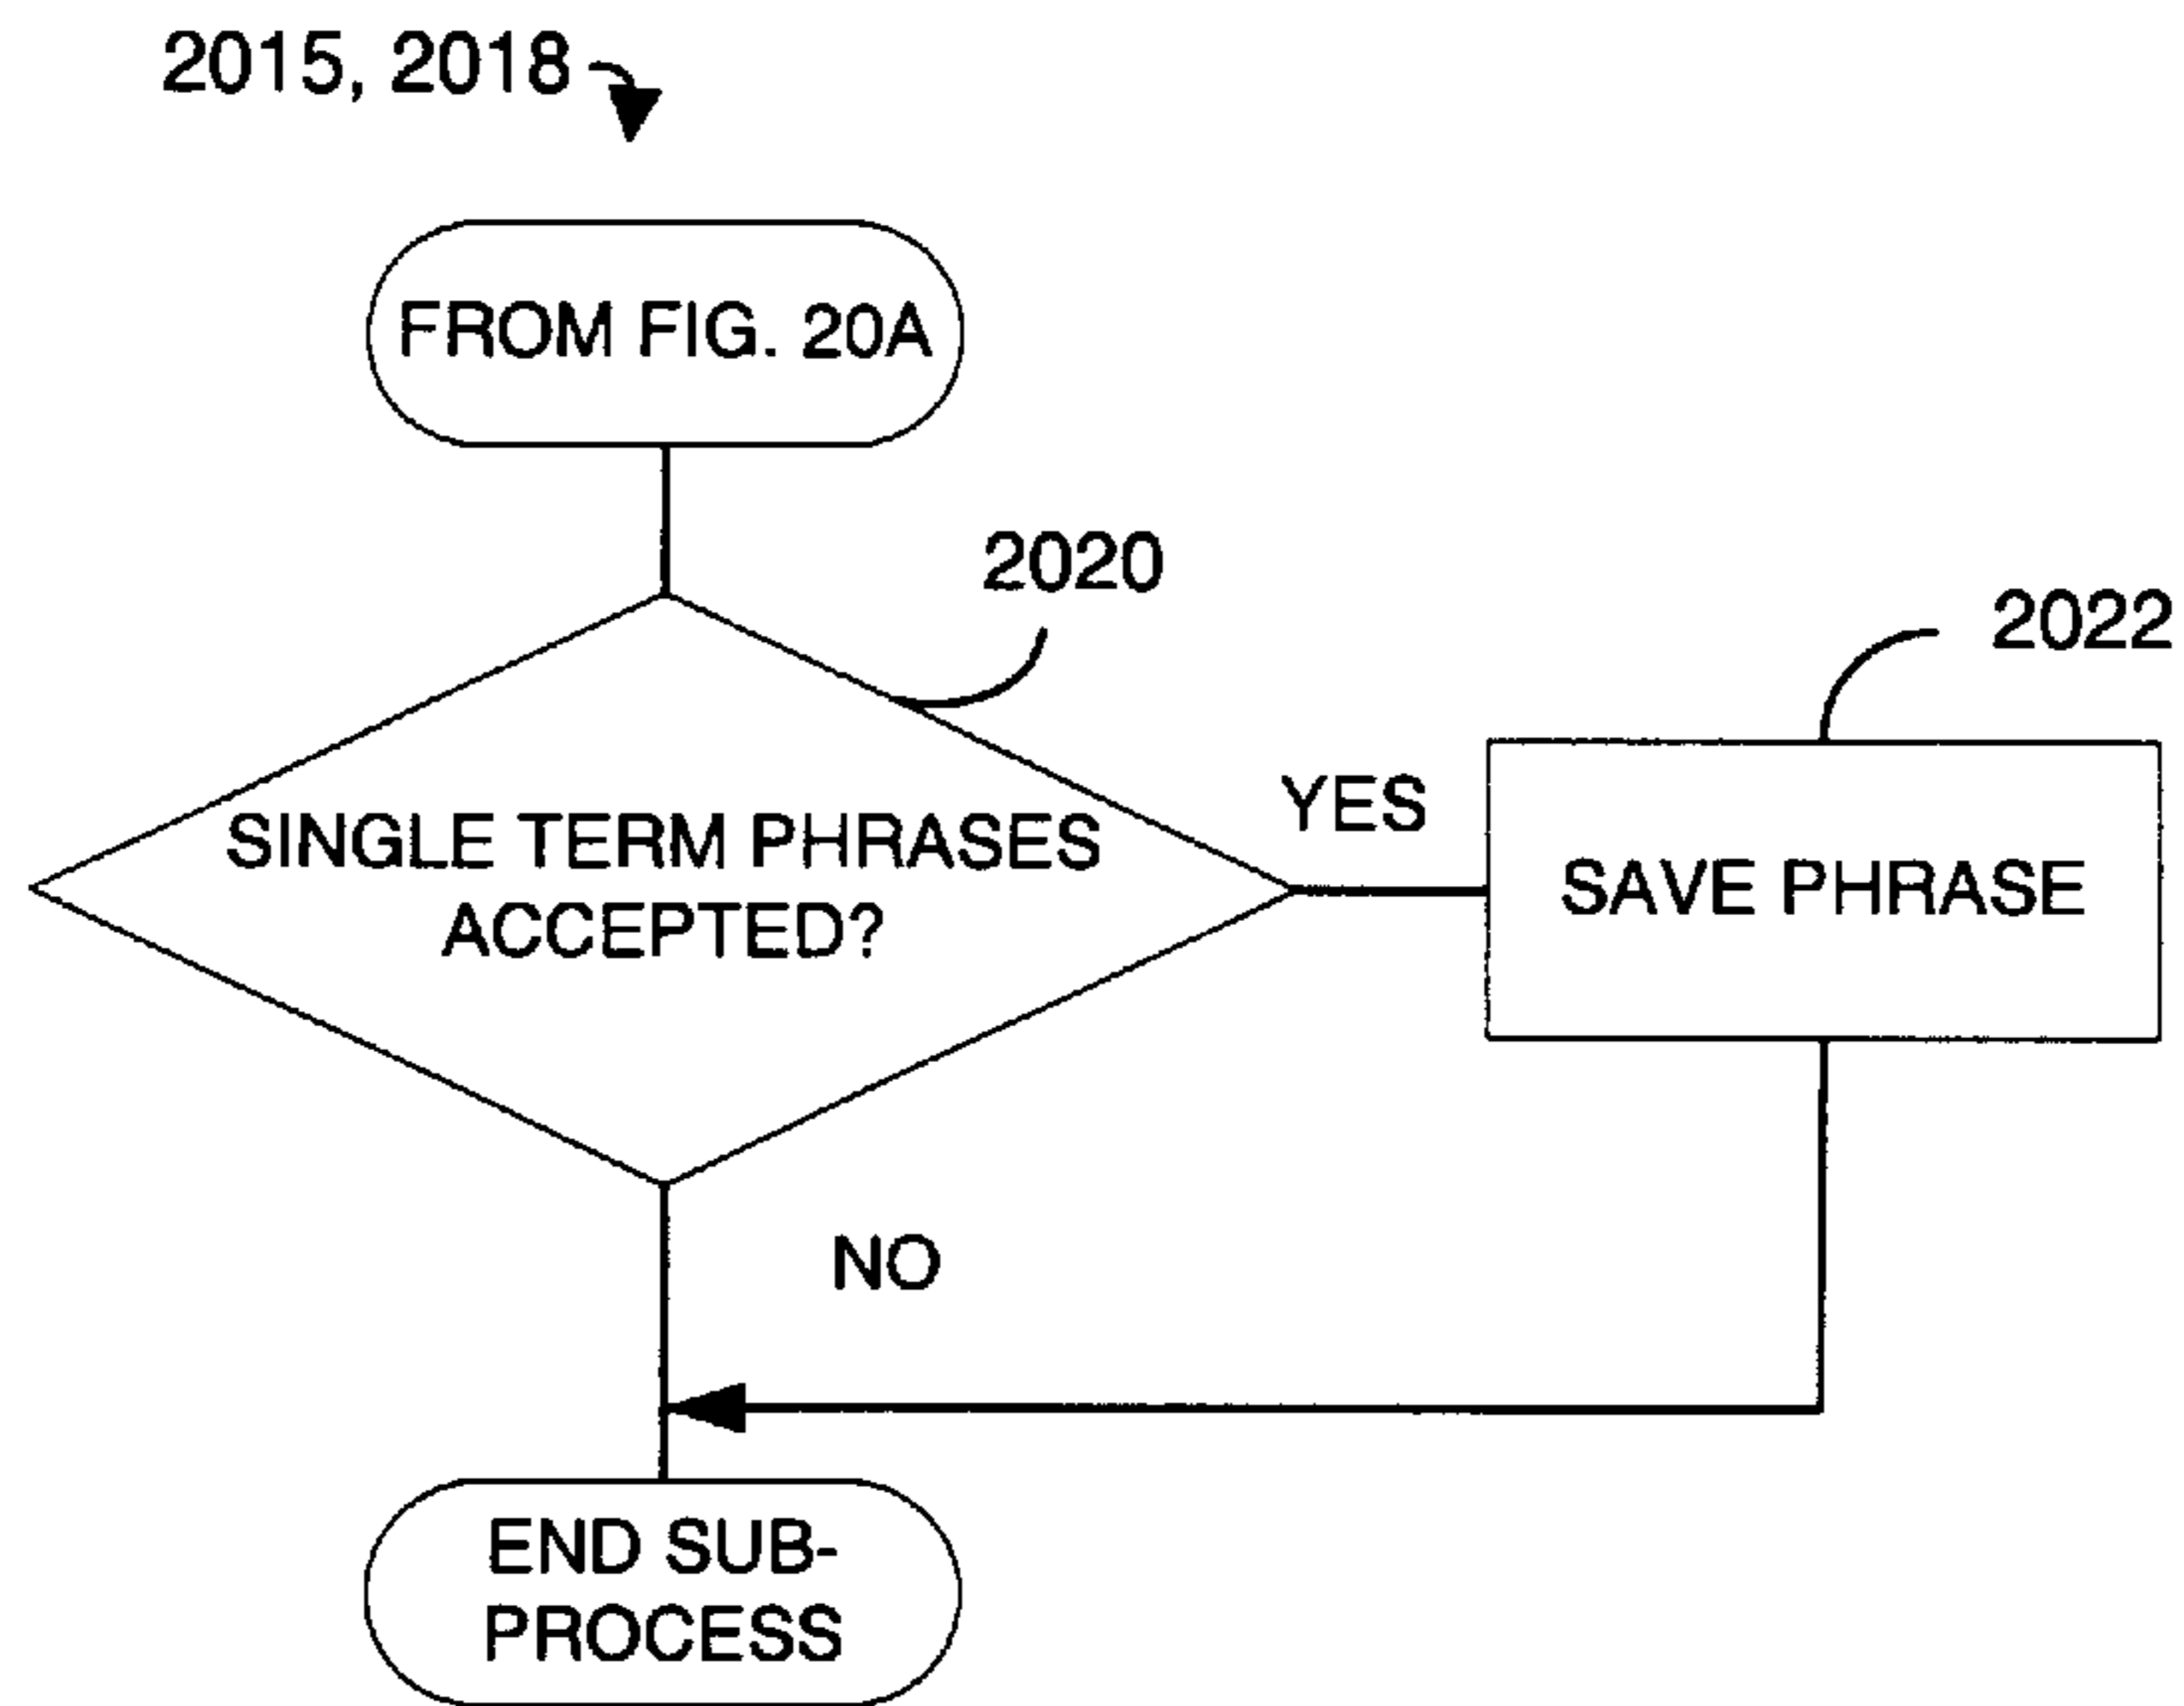 2015, 2018
FROM FIG. 20A
2020
2022
SINGLE TERM PHRASES
ACCEPTED?
YES
SAVE PHRASE
NO
END SUB-
PROCESS